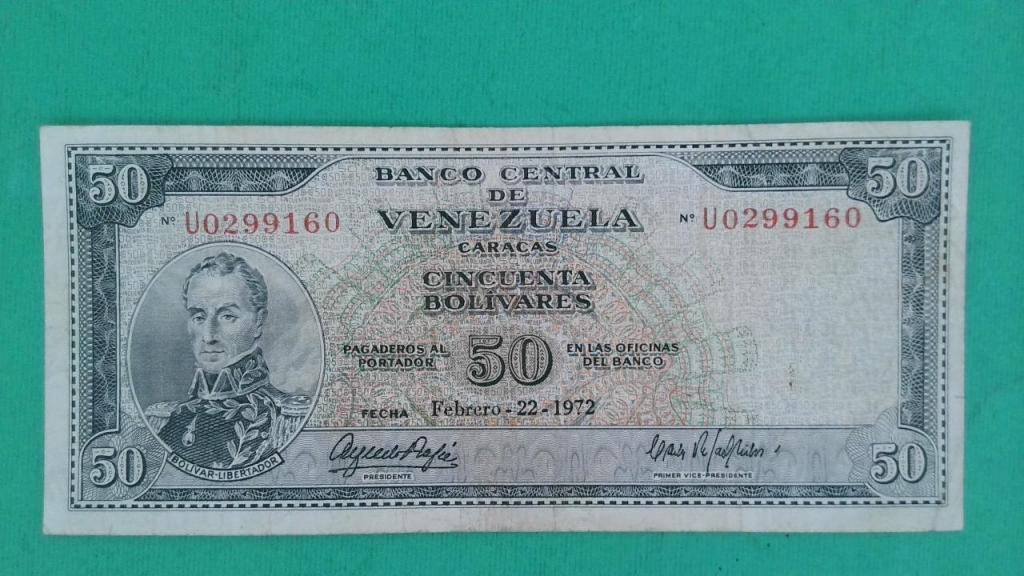 50
50
BANCO CENTRAL
DE
VENEZUELA
CARACAS
Nº U0299160
Nº U0299160
CINCUENTA
BOLÍVARES
PAGADEROS AL
PORTADOR
50
EN LAS OFICINAS
DEL BANCO
FECHA Febrero - 22 - 1972
BOLIVAR-LIBERTADOR
PRESIDENTE
PRIMER VICE-PRESIDENTE
50
50